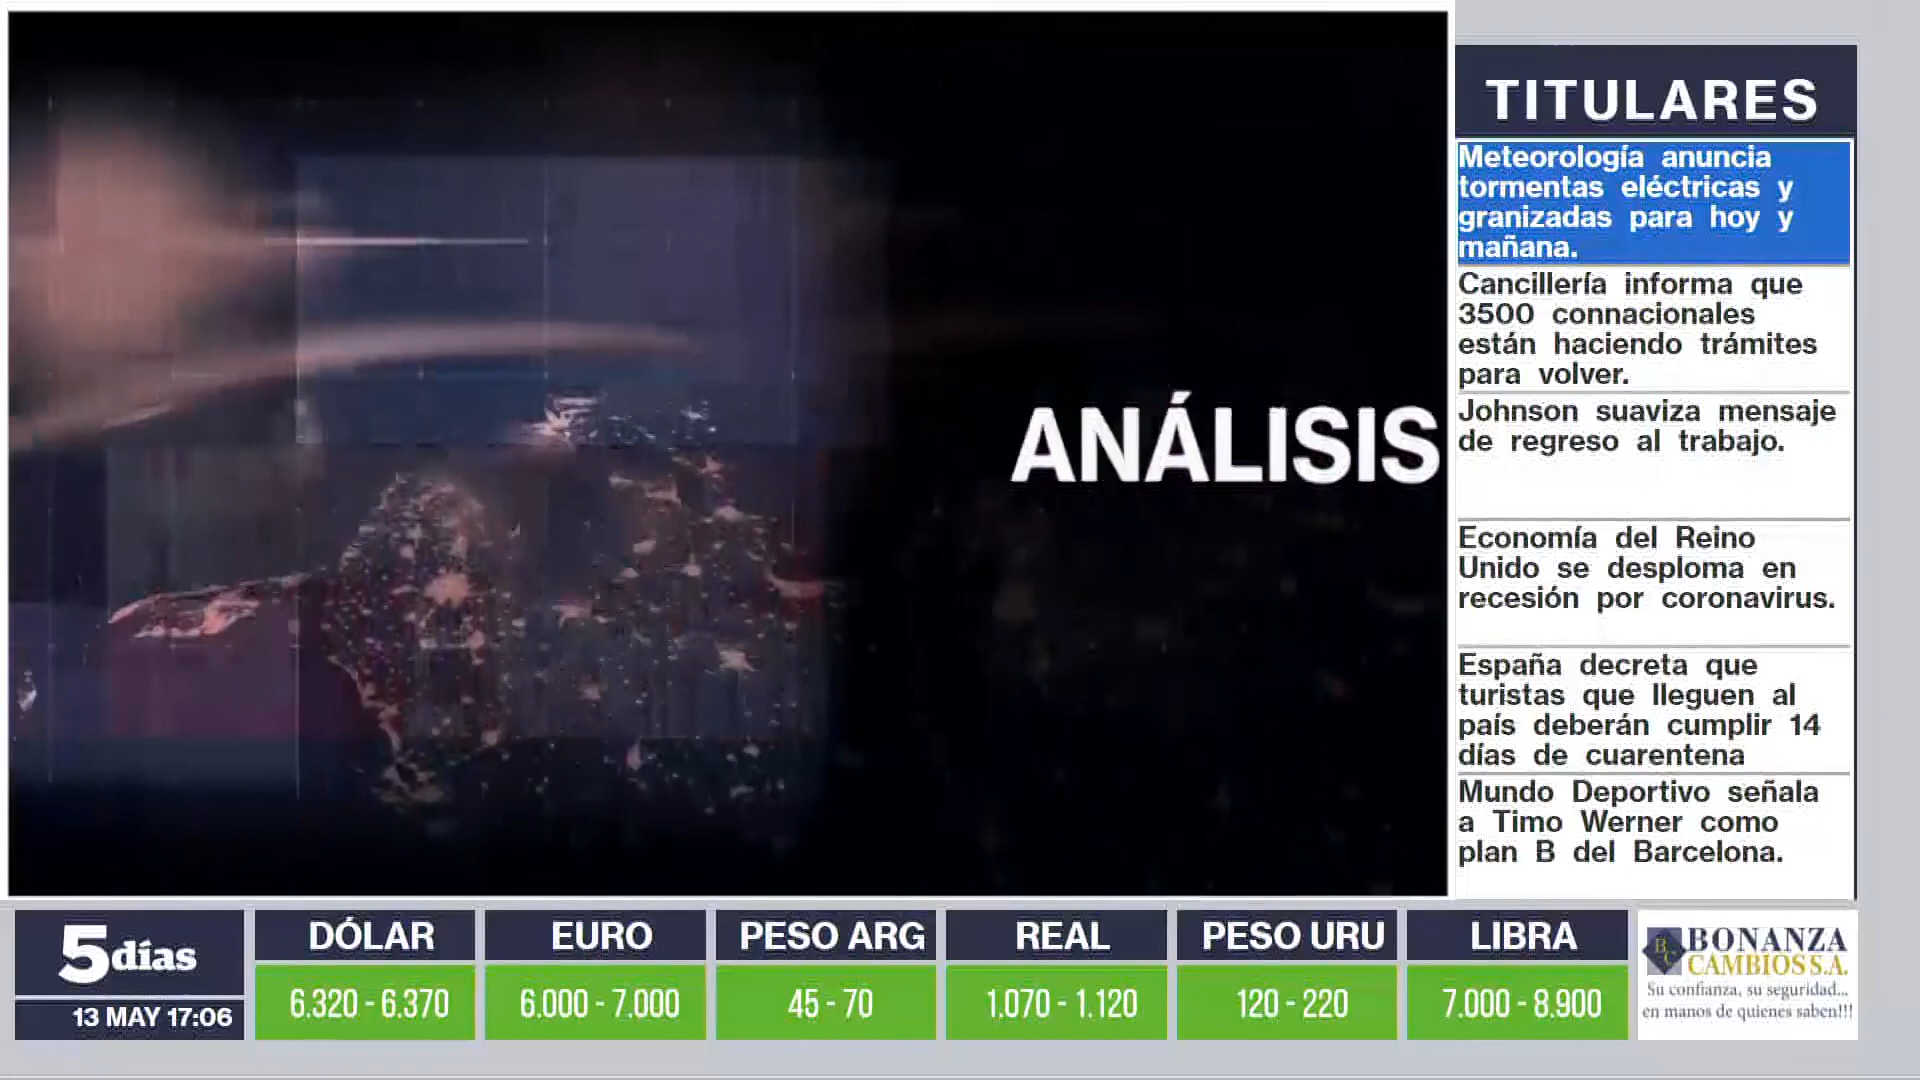 ANÁLISIS
TITULARES
Meteorología anuncia
tormentas eléctricas y
granizadas para hoy y
mañana.
Cancillería informa que
3500 connacionales
están haciendo trámites
para volver.
Johnson suaviza mensaje
de regreso al trabajo.
Economía del Reino
Unido se desploma en
recesión por coronavirus.
España decreta que
turistas que lleguen al
país deberán cumplir 14
días de cuarentena
Mundo Deportivo señala
a Timo Werner como
plan B del Barcelona.
5días
13 MAY 17:06
DÓLAR
6.320 - 6.370
EURO
6.000 - 7.000
PESO ARG
45 - 70
REAL
1.070 - 1.120
PESO URU
120 - 220
LIBRA
7.000 - 8.900
BC
BONANZA
CAMBIOS S.A.
Su confianza, su seguridad...
en manos de quienes saben!!!